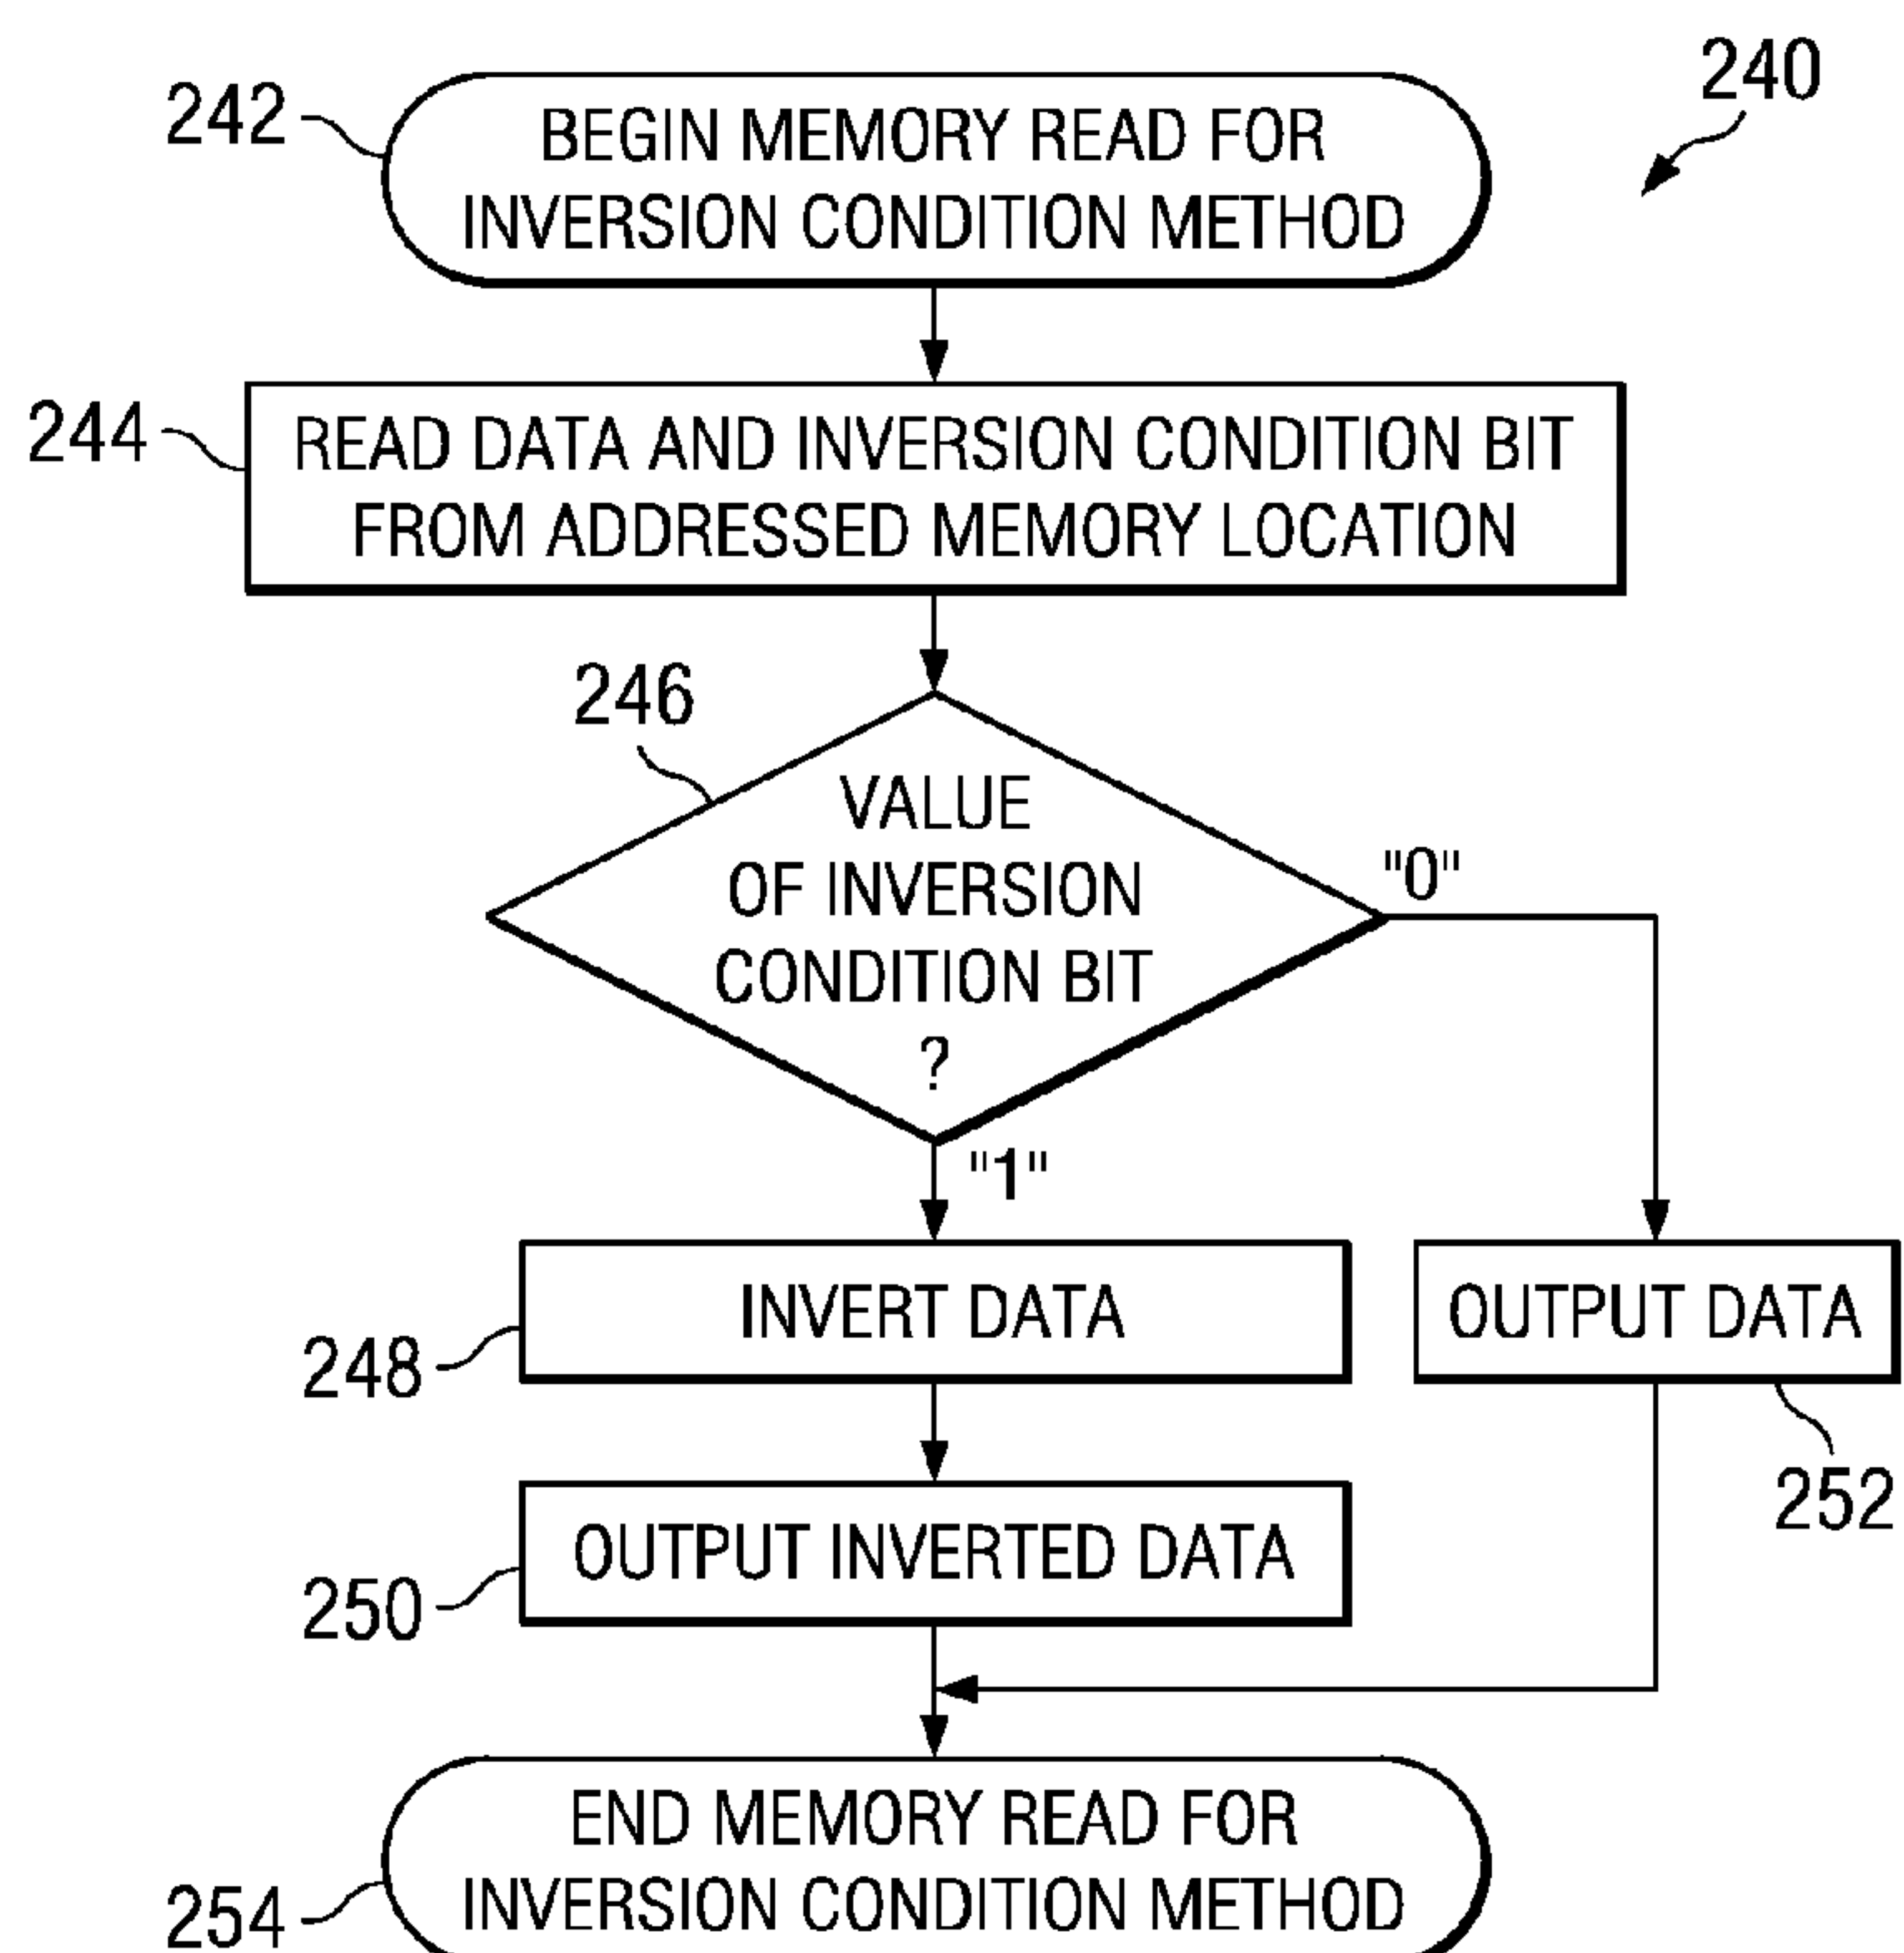 240
242
BEGIN MEMORY READ FOR
INVERSION CONDITION METHOD
244
READ DATA AND INVERSION CONDITION BIT
FROM ADDRESSED MEMORY LOCATION
246
VALUE
OF INVERSION
CONDITION BIT
?
"0"
"1"
248
INVERT DATA
OUTPUT DATA
252
250
OUTPUT INVERTED DATA
254
END MEMORY READ FOR
INVERSION CONDITION METHOD